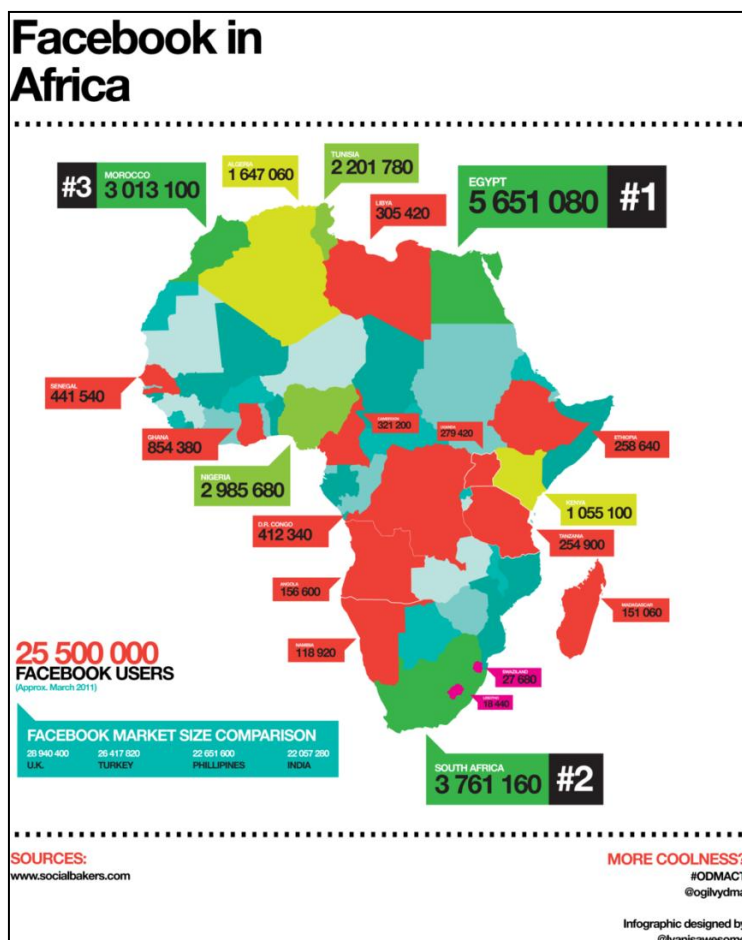 Facebook in
Africa
#3
MOROCCO
3 013 100
ALGERIA
1 647 060
TUNISIA
2 201 780
LIBYA
305 420
EGYPT
5 651 080
#1
SENEGAL
441 540
GHANA
854 380
NIGERIA
2 985 680
CAMEROON
321 200
UGANDA
279 420
ETHIOPIA
258 640
KENYA
1 055 100
D.R. CONGO
412 340
TANZANIA
254 900
ANGOLA
156 600
MADAGASCAR
151 060
NAMIBIA
118 920
SWAZILAND
27 680
18 440
SOUTH AFRICA
3 761 160
#2
25 500 000
FACEBOOK USERS
(Approx. March 2011)
FACEBOOK MARKET SIZE COMPARISON
28 940 400 26 417 820 22 651 600 22 057 280
U.K. TURKEY PHILLIPINES INDIA
SOURCES:
www.socialbakers.com
MORE COOLNESS?
#ODMACT
@ogilvydma
Infographic designed by
@Ivanisawesome